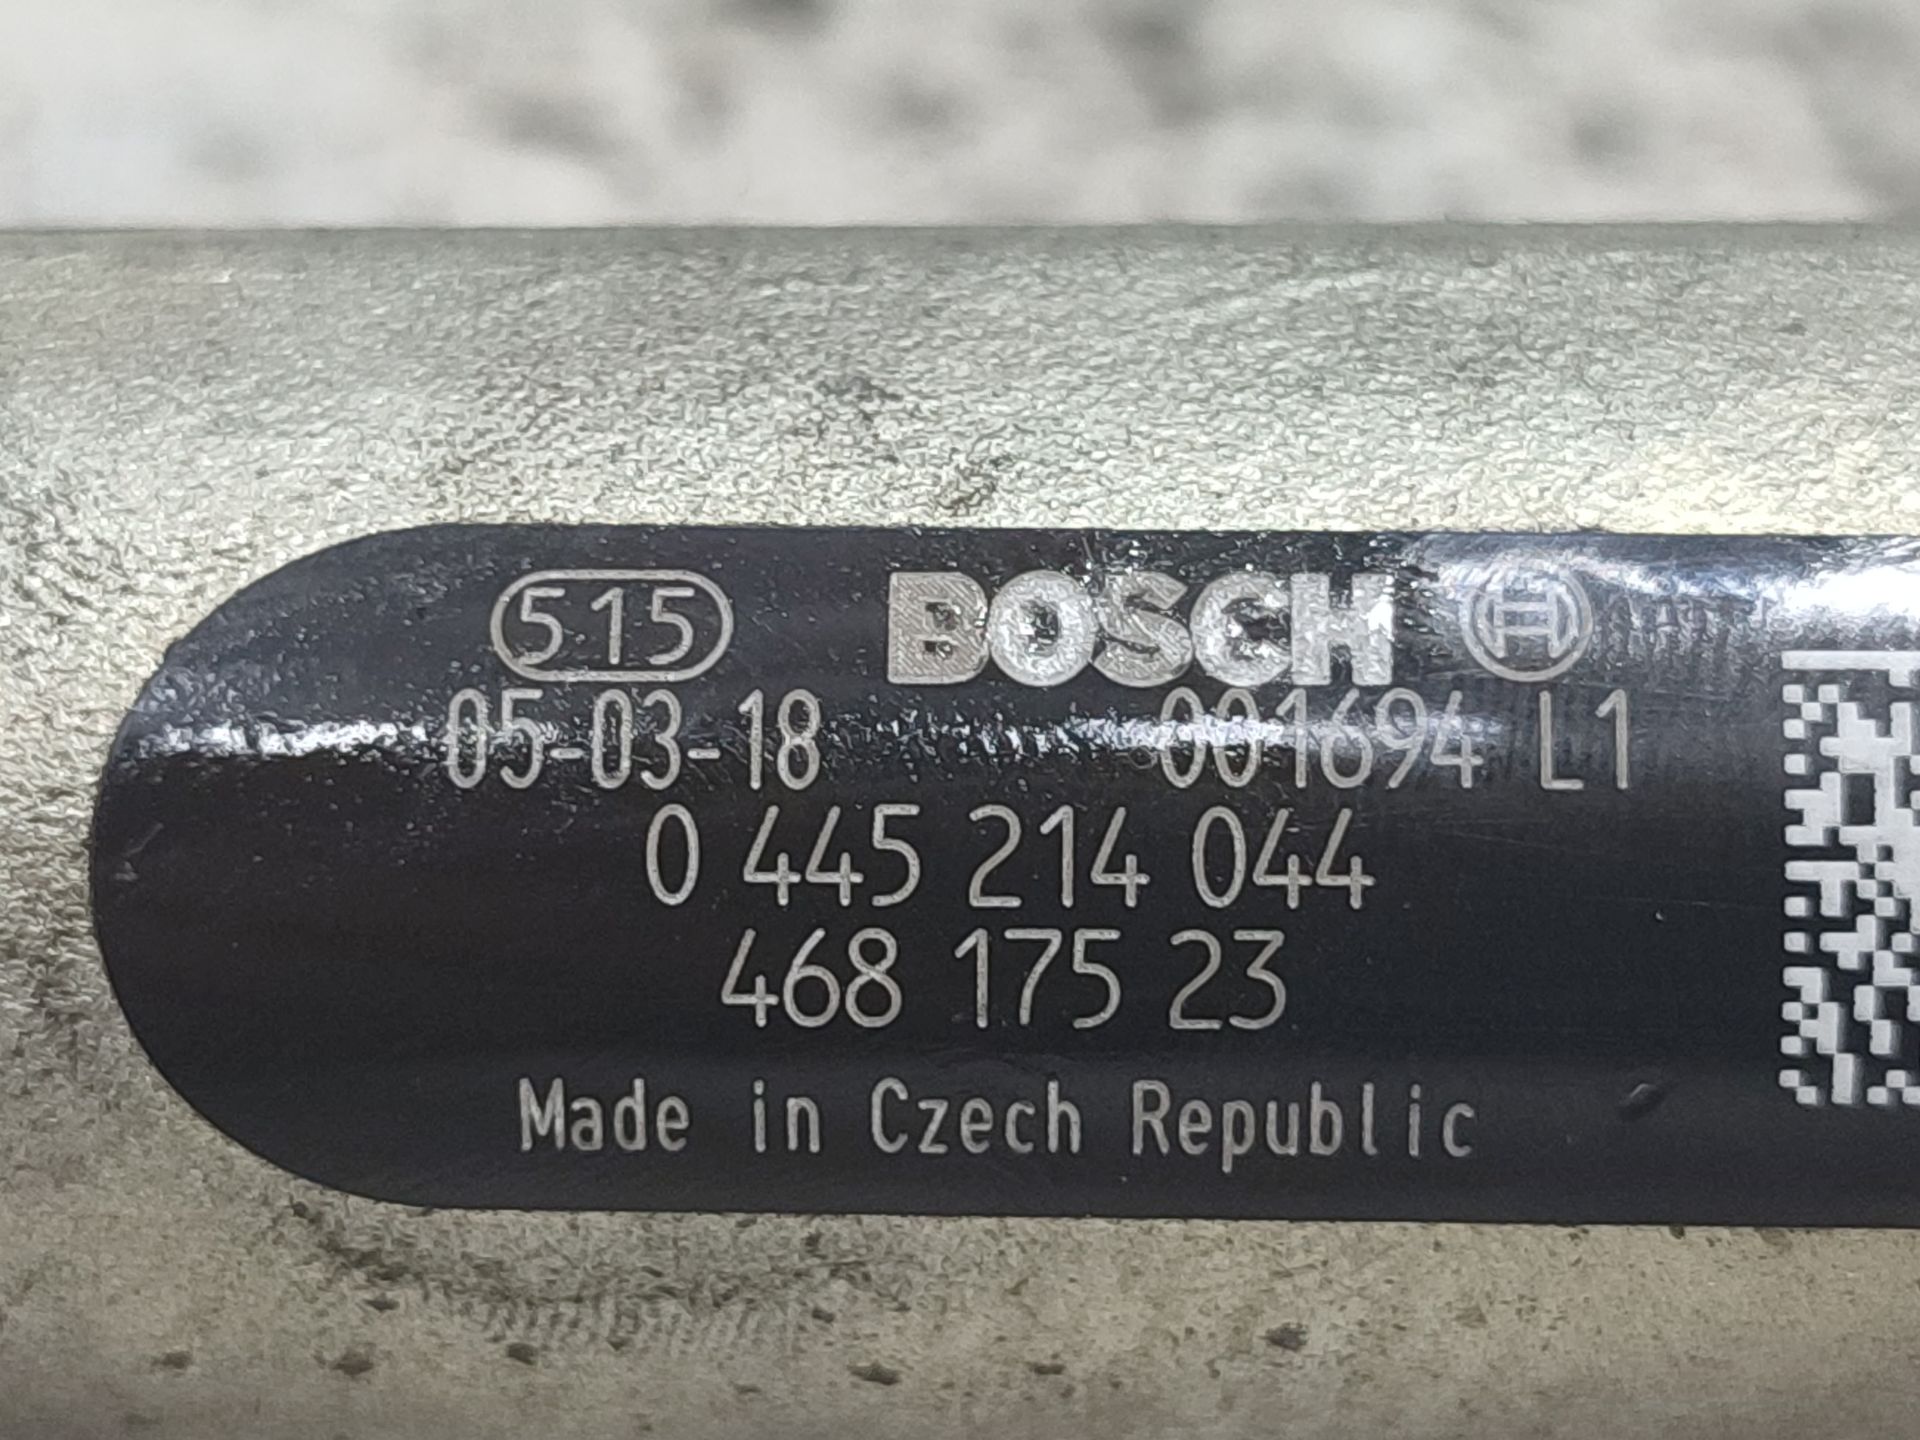 515 BOSCH
05-03-18 001694 L1
0 445 214 044
468 175 23
Made in Czech Republic